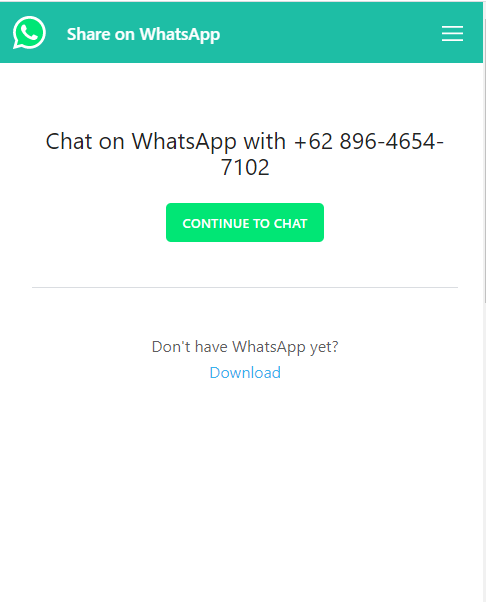 Share on WhatsApp
Chat on WhatsApp with +62 896-4654-
7102
CONTINUE TO CHAT
Don't have WhatsApp yet?
Download